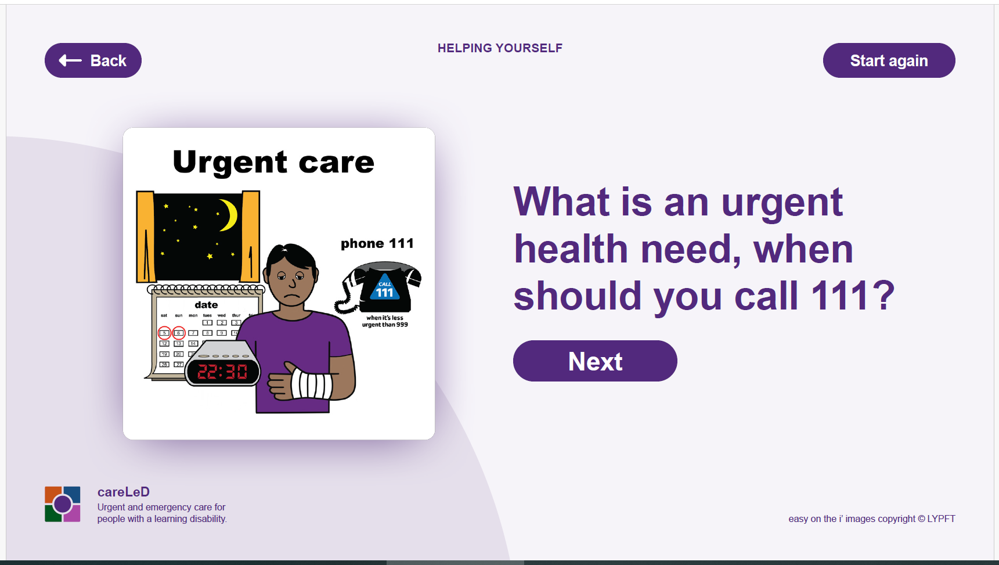 Back
HELPING YOURSELF
Start again
Urgent care
phone 111
CALL
111
when it's less
urgent than 999
date
sat sun mon tues wed thur
1 2 3
5 6 7 8 9
12 13 14
19 20
26 27
22:30
What is an urgent
health need, when
should you call 111?
Next
careLeD
Urgent and emergency care for
people with a learning disability.
easy on the i’ images copyright © LYPFT